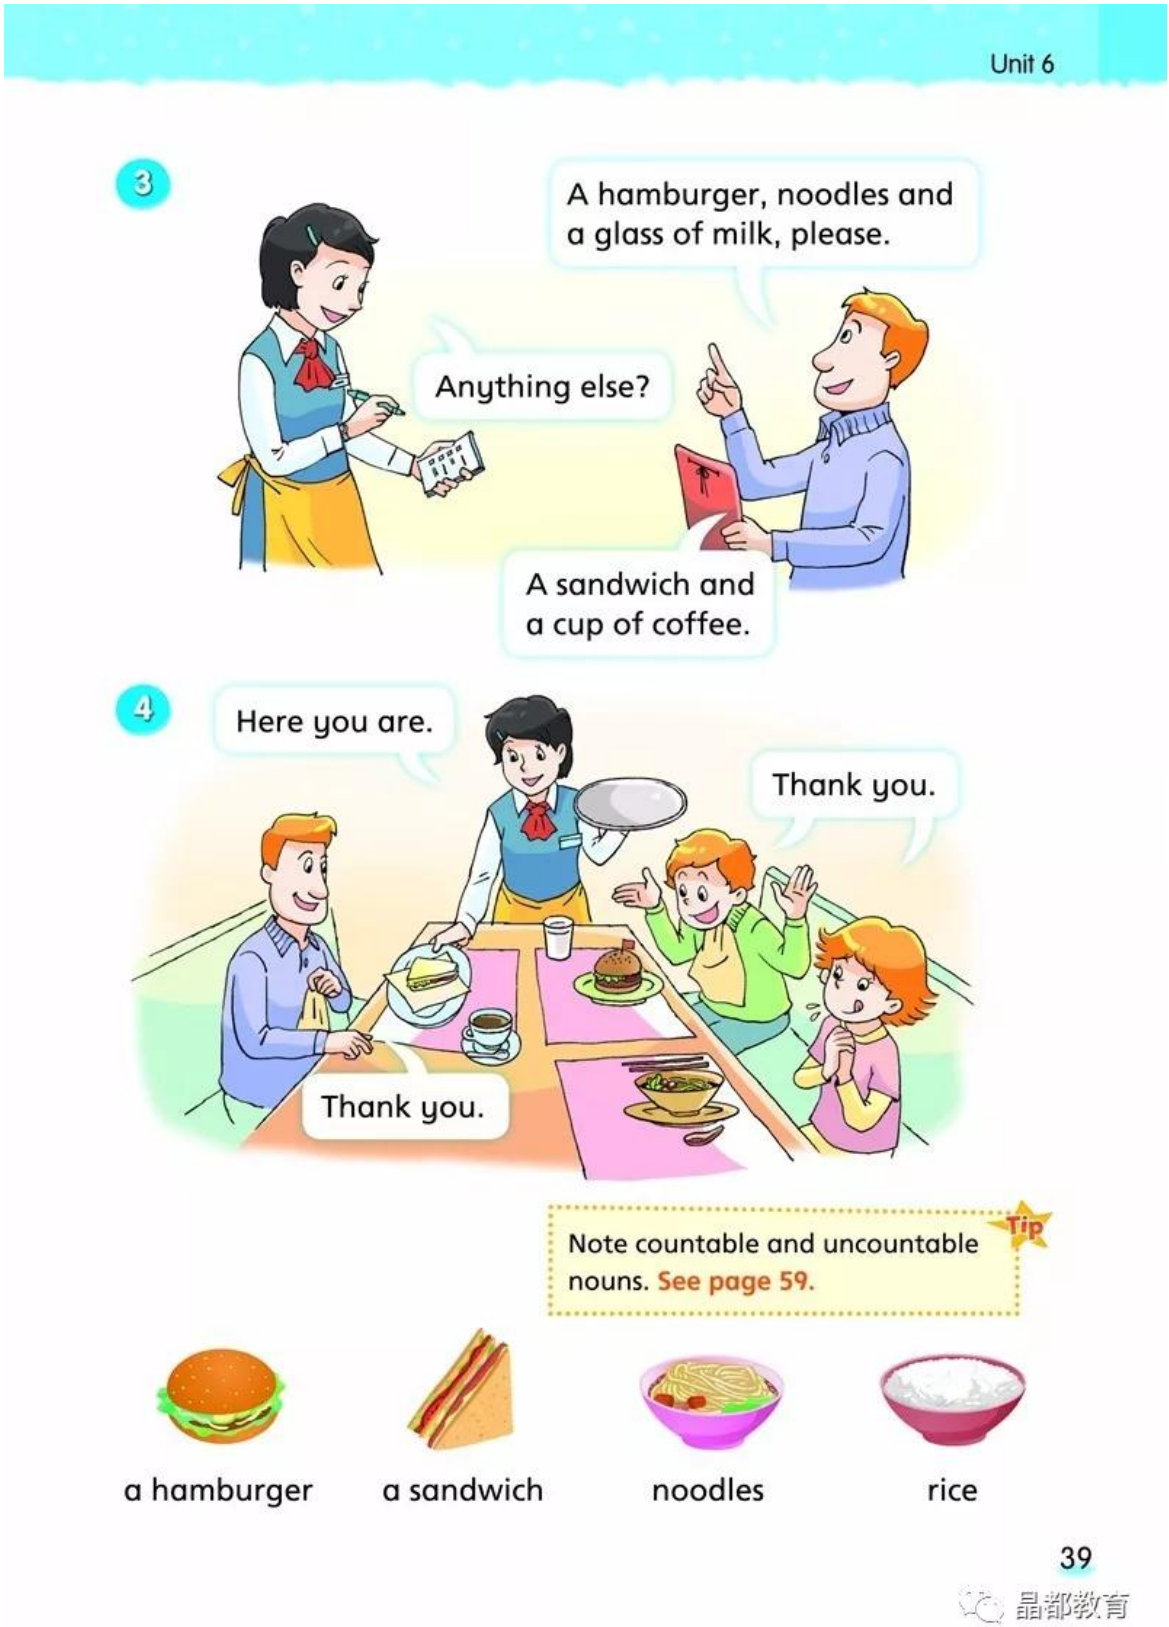 Unit 6
3
A hamburger, noodles and
a glass of milk, please.
Anything else?
A sandwich and
a cup of coffee.
4
Here you are.
Thank you.
Thank you.
Tip
Note countable and uncountable
nouns. See page 59.
a hamburger
a sandwich
noodles
rice
39
晶都教育